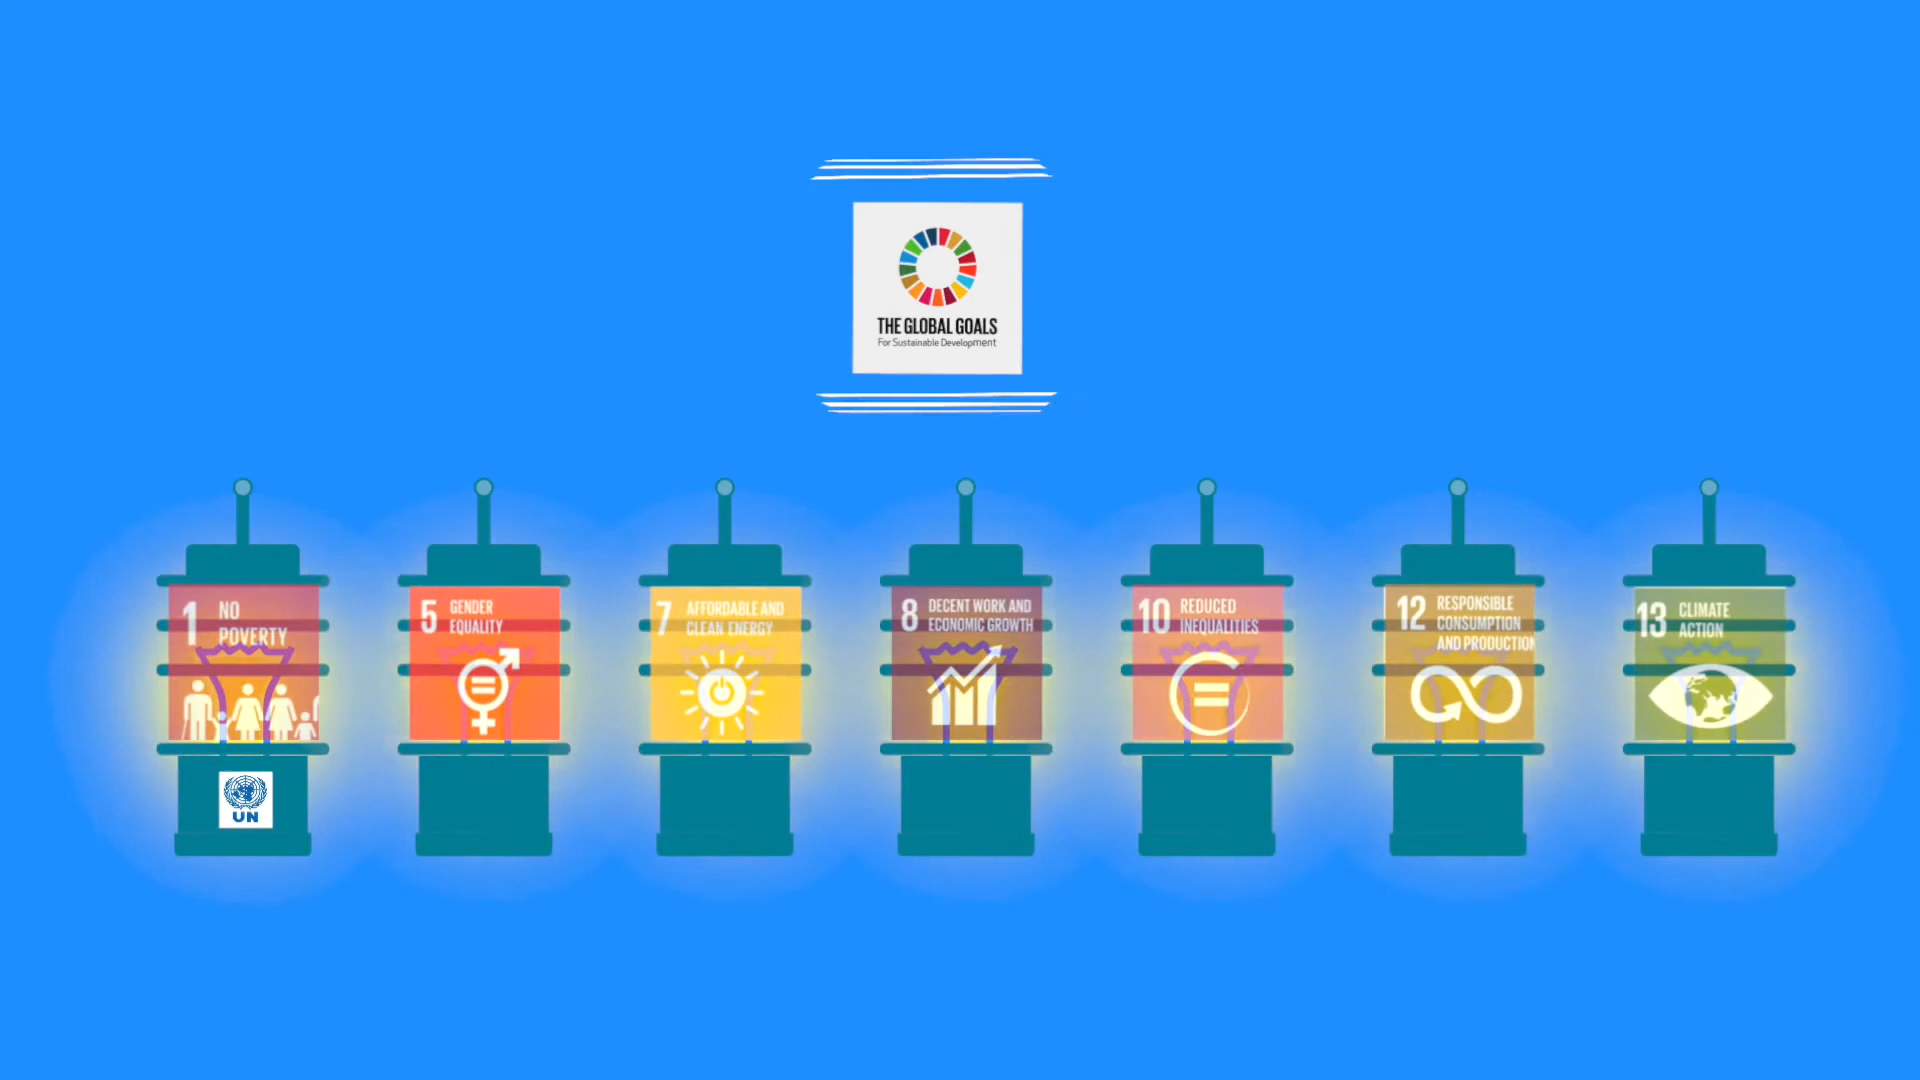 THE GLOBAL GOALS
For Sustainable Development
1 NO
POVERTY
5 GENDER
EQUALITY
7 AFFORDABLE AND
CLEAN ENERGY
8 DECENT WORK AND
ECONOMIC GROWTH
10 REDUCED
INEQUALITIES
12 RESPONSIBLE
CONSUMPTION
AND PRODUCTION
13 CLIMATE
ACTION
UN